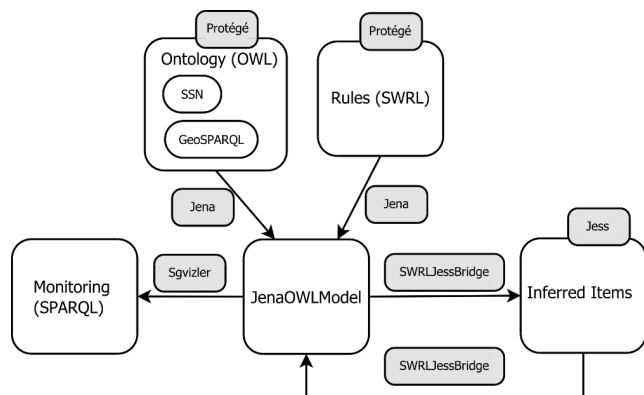 Protégé
Ontology (OWL)
SSN
GeoSPARQL
Protégé
Rules (SWRL)
Jena
Jena
Jess
Monitoring
(SPARQL)
Sgvizler
JenaOWLModel
SWRLJessBridge
Inferred Items
SWRLJessBridge